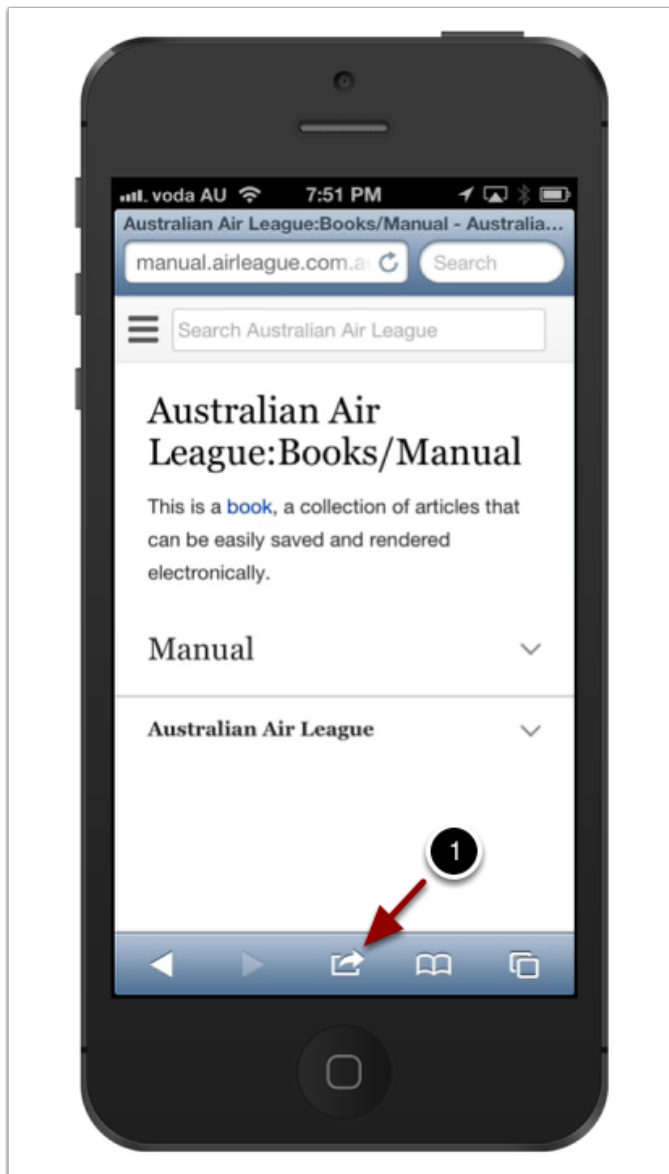 voda AU 7:51 PM
Australian Air League:Books/Manual - Australia...
manual.airleague.com.a
Search
Search Australian Air League
Australian Air
League:Books/Manual
This is a book, a collection of articles that
can be easily saved and rendered
electronically.
Manual
Australian Air League
1